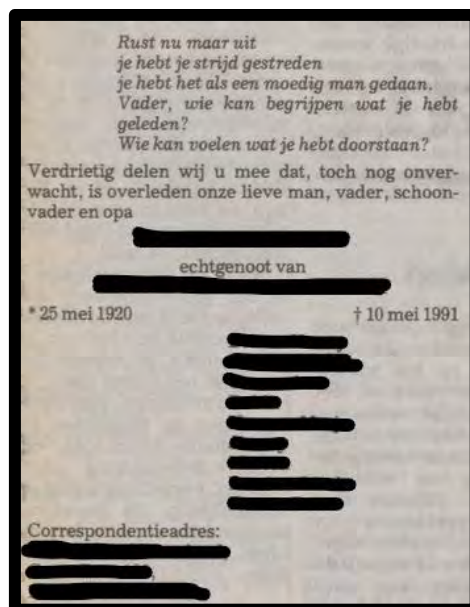 Rust nu maar uit
je hebt je strijd gestreden
je hebt het als een moedig man gedaan.
Vader, wie kan begrijpen wat je hebt
geleden?
Wie kan voelen wat je hebt doorstaan?
Verdrietig delen wij u mee dat, toch nog onver-
wacht, is overleden onze lieve man, vader, schoon-
vader en opa
echtgenoot van
* 25 mei 1920 † 10 mei 1991
Correspondentieadres: